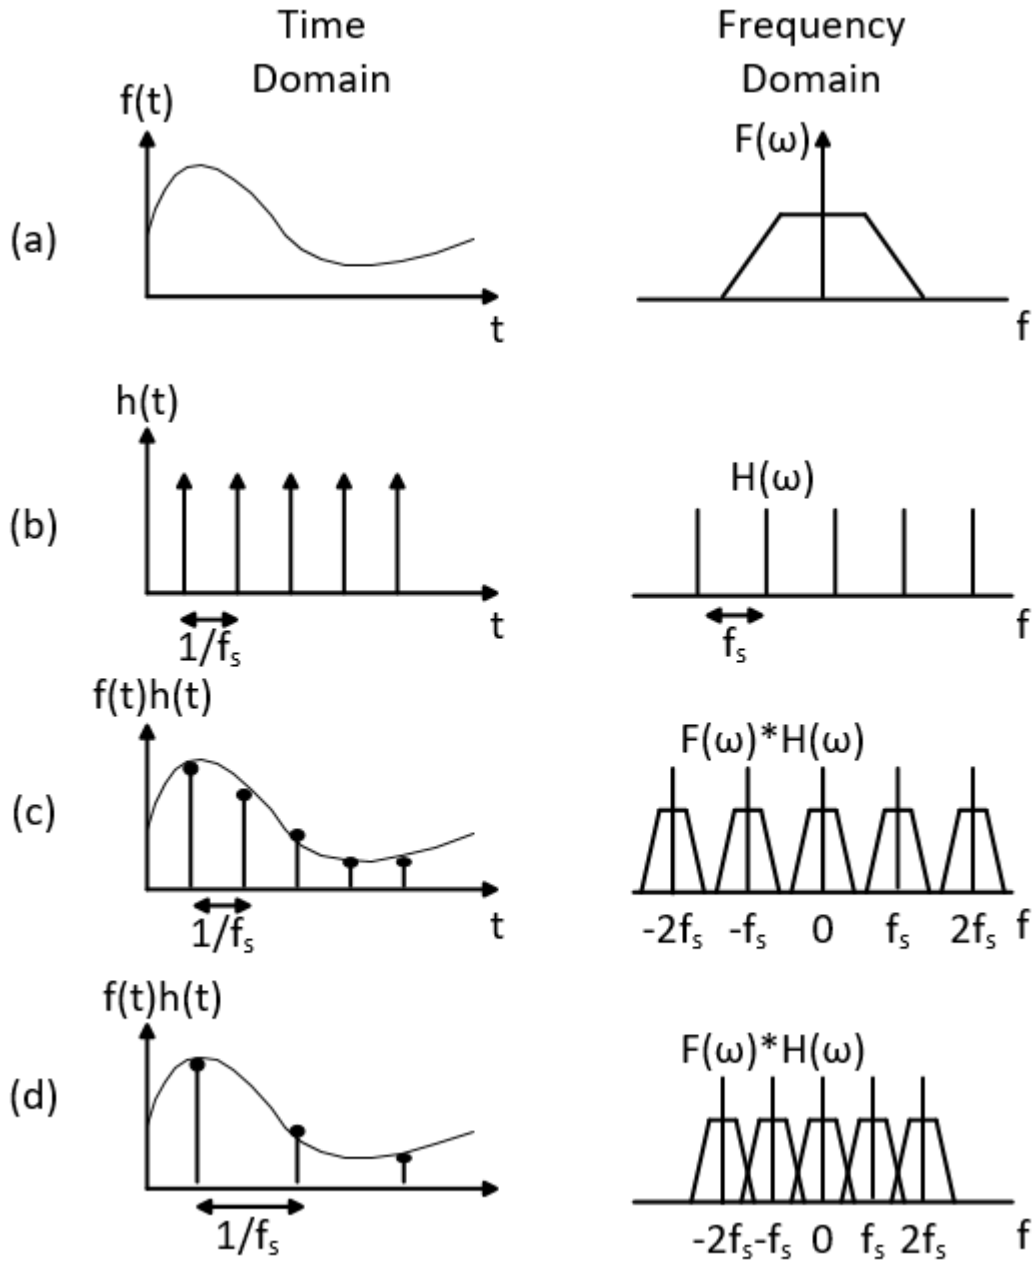 Time
Domain
Frequency
Domain
f(t)
F(ω)
(a)
t
f
h(t)
H(ω)
(b)
1/fₛ
t
fₛ
f
f(t)h(t)
F(ω)*H(ω)
(c)
1/fₛ
t
-2fₛ -fₛ 0 fₛ 2fₛ f
f(t)h(t)
F(ω)*H(ω)
(d)
1/fₛ
-2fₛ -fₛ 0 fₛ 2fₛ f